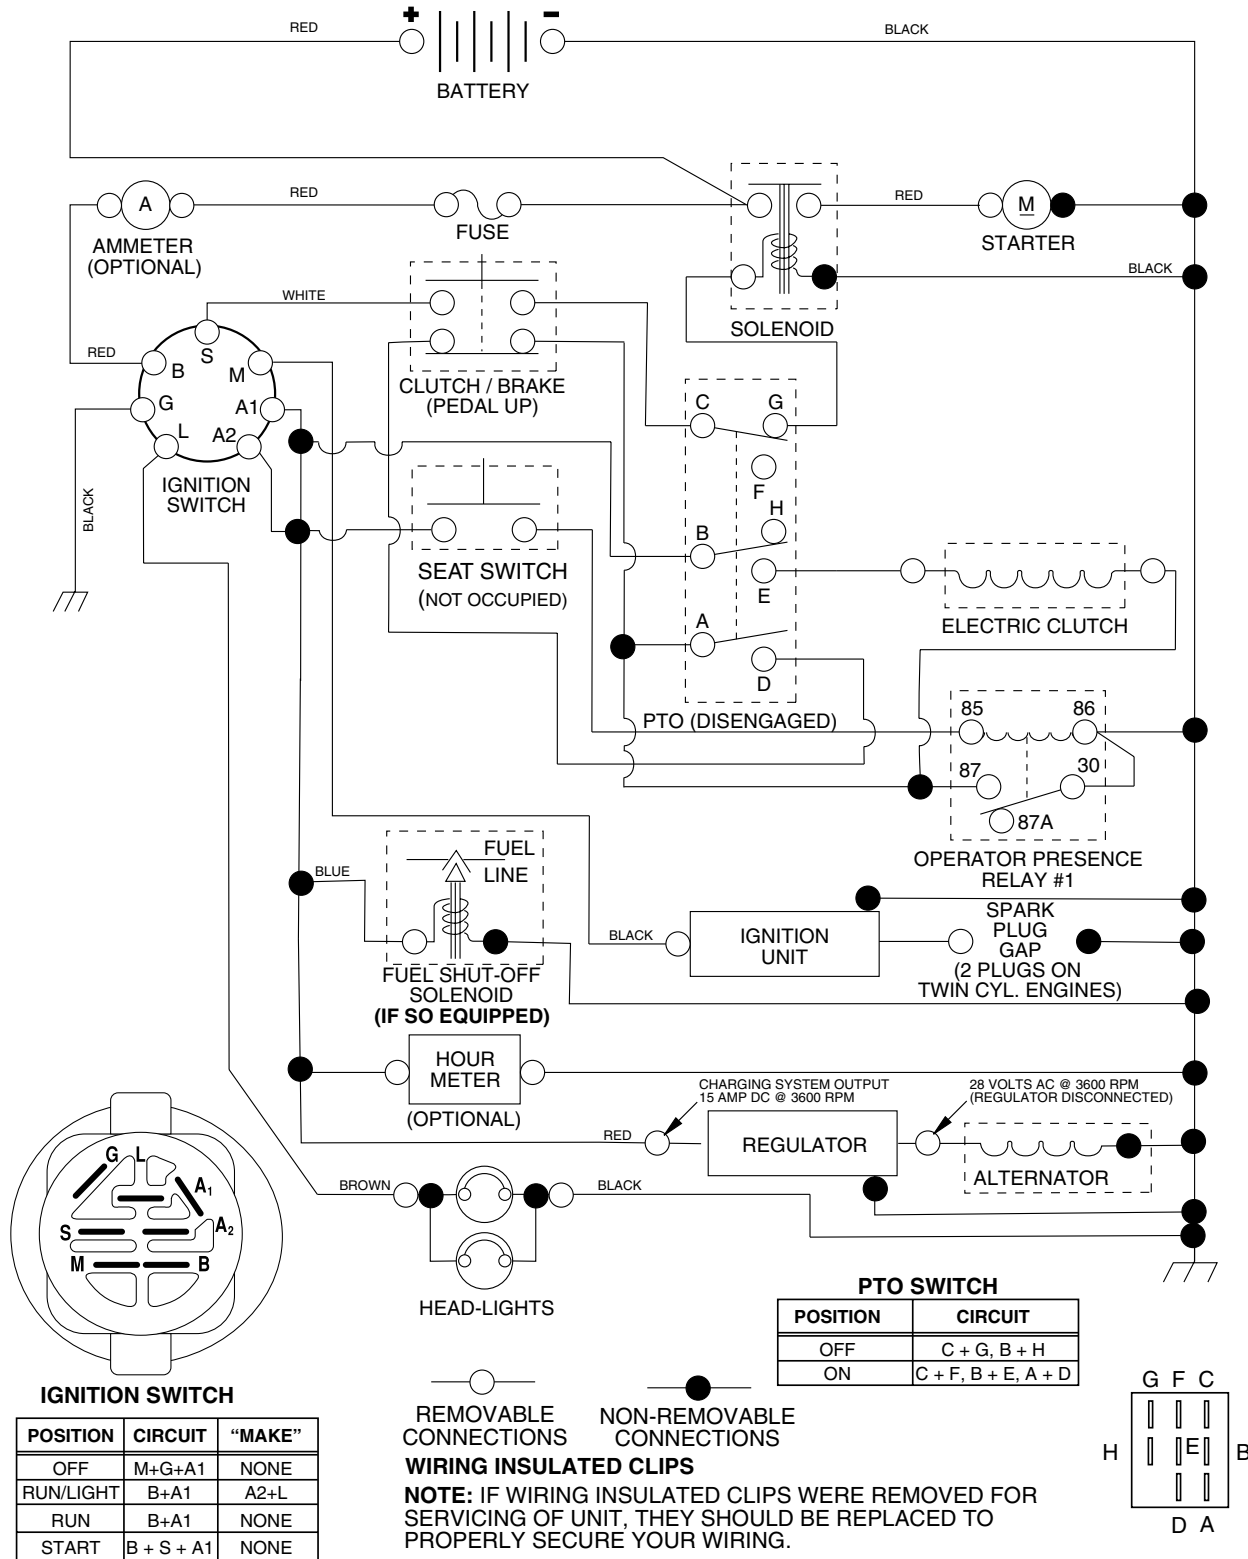 + –
RED
BLACK
BATTERY
A
RED
RED
M
AMMETER
(OPTIONAL)
FUSE
STARTER
WHITE
BLACK
SOLENOID
RED
S
B
M
G
A1
L
A2
CLUTCH / BRAKE
(PEDAL UP)
C
G
F
IGNITION
SWITCH
BLACK
H
B
SEAT SWITCH
(NOT OCCUPIED)
E
ELECTRIC CLUTCH
A
D
PTO (DISENGAGED)
85
86
87
30
87A
OPERATOR PRESENCE
RELAY #1
FUEL
LINE
BLUE
FUEL SHUT-OFF
SOLENOID
(IF SO EQUIPPED)
BLACK
IGNITION
UNIT
SPARK
PLUG
GAP
(2 PLUGS ON
TWIN CYL. ENGINES)
HOUR
METER
(OPTIONAL)
CHARGING SYSTEM OUTPUT
15 AMP DC @ 3600 RPM
28 VOLTS AC @ 3600 RPM
(REGULATOR DISCONNECTED)
RED
REGULATOR
ALTERNATOR
BROWN
BLACK
HEAD-LIGHTS
G L
A1
A2
S
M
B
IGNITION SWITCH
POSITION CIRCUIT "MAKE"
OFF M+G+A1 NONE
RUN/LIGHT B+A1 A2+L
RUN B+A1 NONE
START B + S + A1 NONE
PTO SWITCH
POSITION CIRCUIT
OFF C + G, B + H
ON C + F, B + E, A + D
REMOVABLE
CONNECTIONS
NON-REMOVABLE
CONNECTIONS
WIRING INSULATED CLIPS
NOTE: IF WIRING INSULATED CLIPS WERE REMOVED FOR
SERVICING OF UNIT, THEY SHOULD BE REPLACED TO
PROPERLY SECURE YOUR WIRING.
G F C
H E B
D A